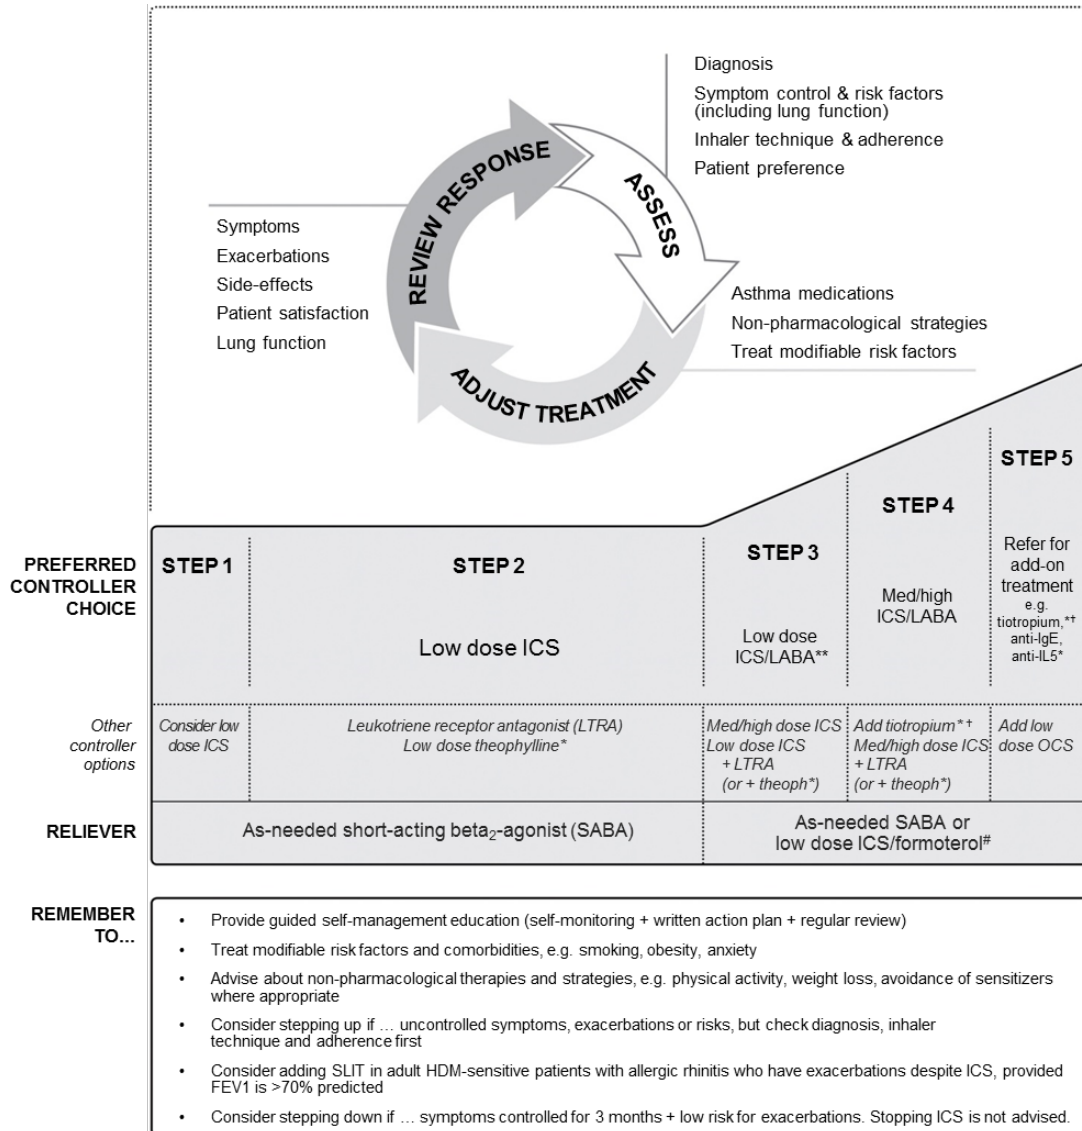 Diagnosis
Symptom control & risk factors
(including lung function)
Inhaler technique & adherence
Patient preference
REVIEW RESPONSE
ASSESS
ADJUST TREATMENT
Symptoms
Exacerbations
Side-effects
Patient satisfaction
Lung function
Asthma medications
Non-pharmacological strategies
Treat modifiable risk factors
PREFERRED
CONTROLLER
CHOICE
STEP 1
STEP 2
Low dose ICS
STEP 3
Low dose
ICS/LABA**
STEP 4
Med/high
ICS/LABA
STEP 5
Refer for
add-on
treatment
e.g.
tiotropium,*†
anti-IgE,
anti-IL5*
Other
controller
options
Consider low
dose ICS
Leukotriene receptor antagonist (LTRA)
Low dose theophylline*
Med/high dose ICS
Low dose ICS
+ LTRA
(or + theoph*)
Add tiotropium*†
Med/high dose ICS
+ LTRA
(or + theoph*)
Add low
dose OCS
RELIEVER
As-needed short-acting beta₂-agonist (SABA)
As-needed SABA or
low dose ICS/formoterol#
REMEMBER
TO...
• Provide guided self-management education (self-monitoring + written action plan + regular review)
• Treat modifiable risk factors and comorbidities, e.g. smoking, obesity, anxiety
• Advise about non-pharmacological therapies and strategies, e.g. physical activity, weight loss, avoidance of sensitizers
where appropriate
• Consider stepping up if … uncontrolled symptoms, exacerbations or risks, but check diagnosis, inhaler
technique and adherence first
• Consider adding SLIT in adult HDM-sensitive patients with allergic rhinitis who have exacerbations despite ICS, provided
FEV1 is >70% predicted
• Consider stepping down if … symptoms controlled for 3 months + low risk for exacerbations. Stopping ICS is not advised.